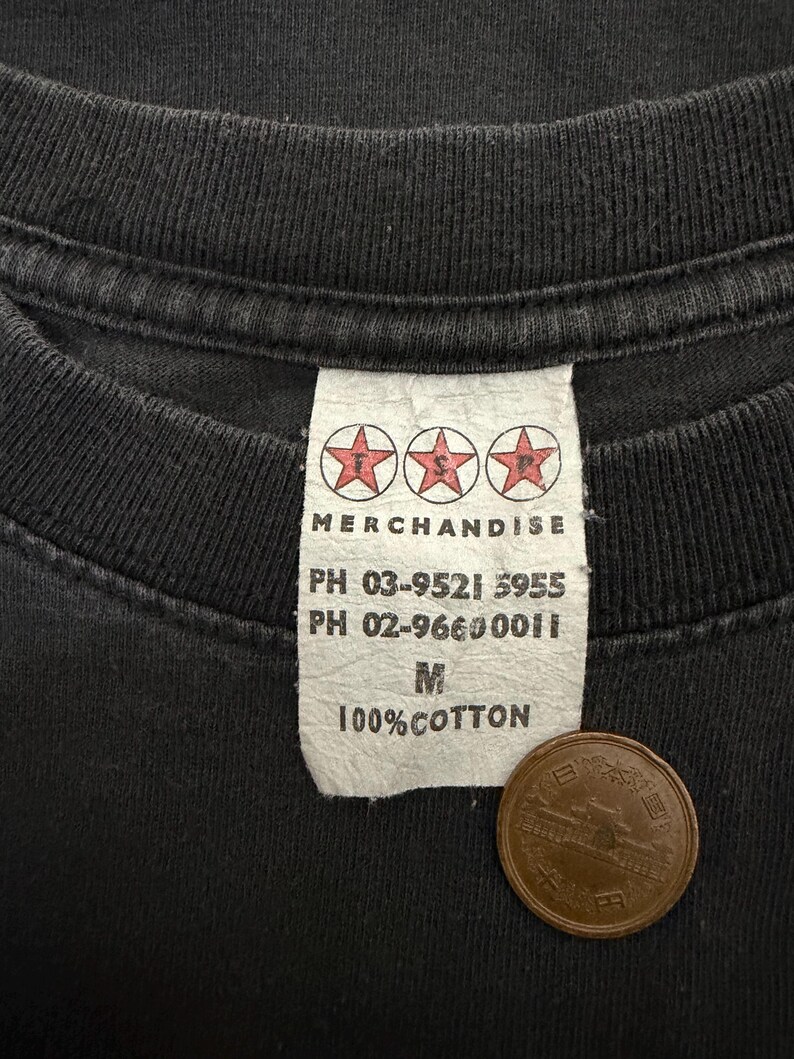 T S P
MERCHANDISE
PH 03-9521 5955
PH 02-9660 0011
M
100% COTTON
日本国
十円